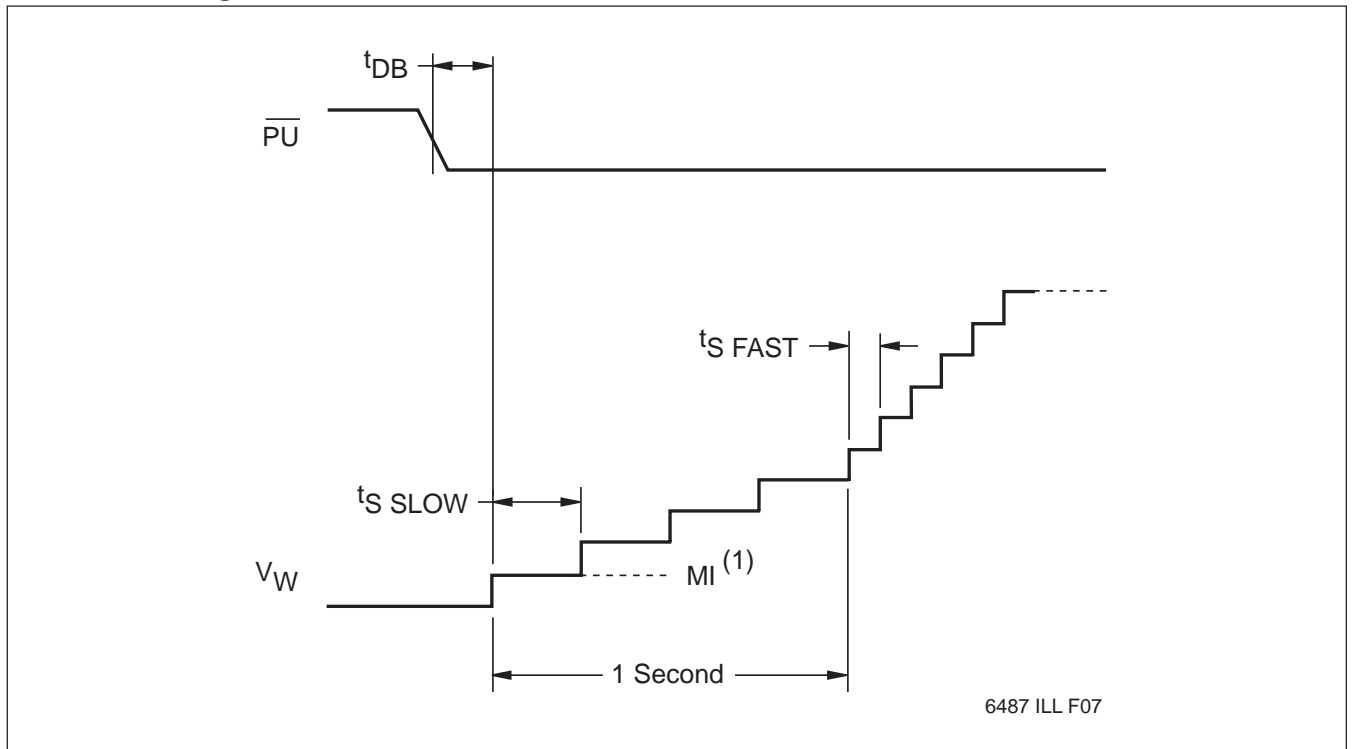 tDB
PU
tS FAST
tS SLOW
VW
MI (1)
1 Second
6487 ILL F07